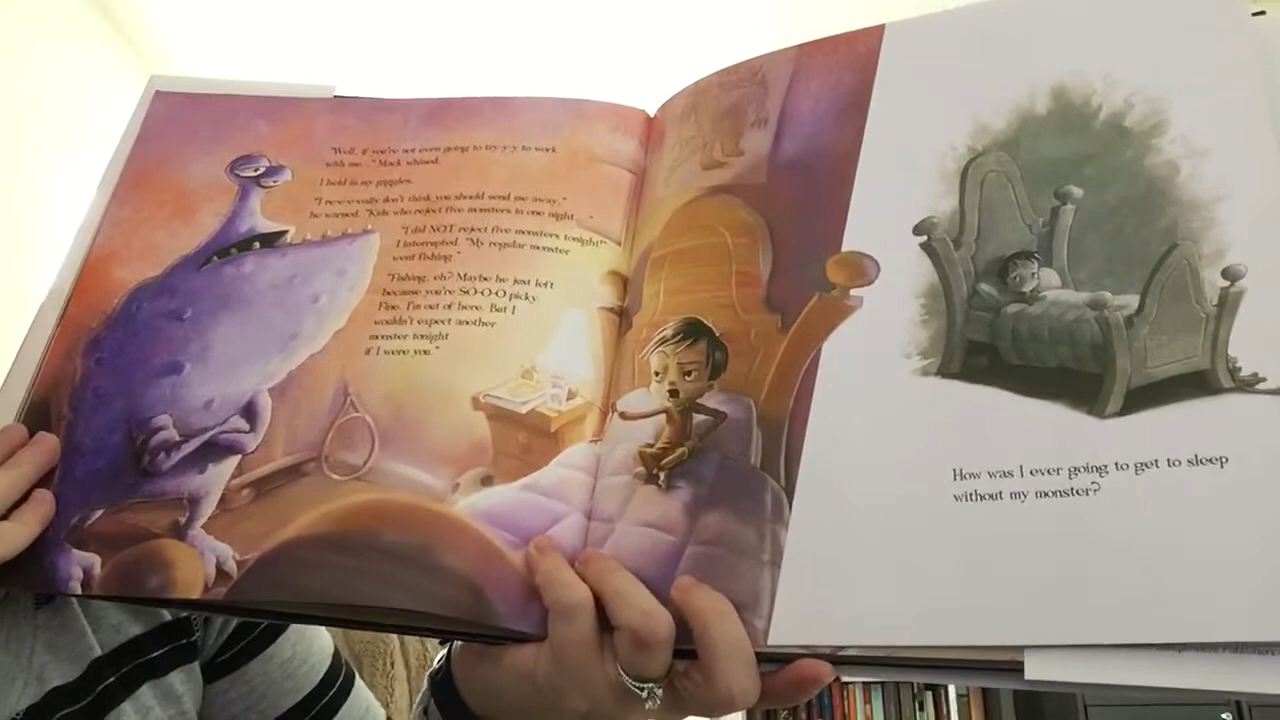 "Well, if you're not even going to try-y-y to work
with me..." Mack whined.
I held in my giggles.
"I re-e-e-eally don't think you should send me away,"
he warned. "Kids who reject five monsters in one night...."
"I did NOT reject five monsters tonight!"
I interrupted. "My regular monster
went fishing."
"Fishing, eh? Maybe he just left
because you're SO-O-O picky.
Fine. I'm out of here. But I
wouldn't expect another
monster tonight
if I were you."
How was I ever going to get to sleep
without my monster?
Independent Publishers